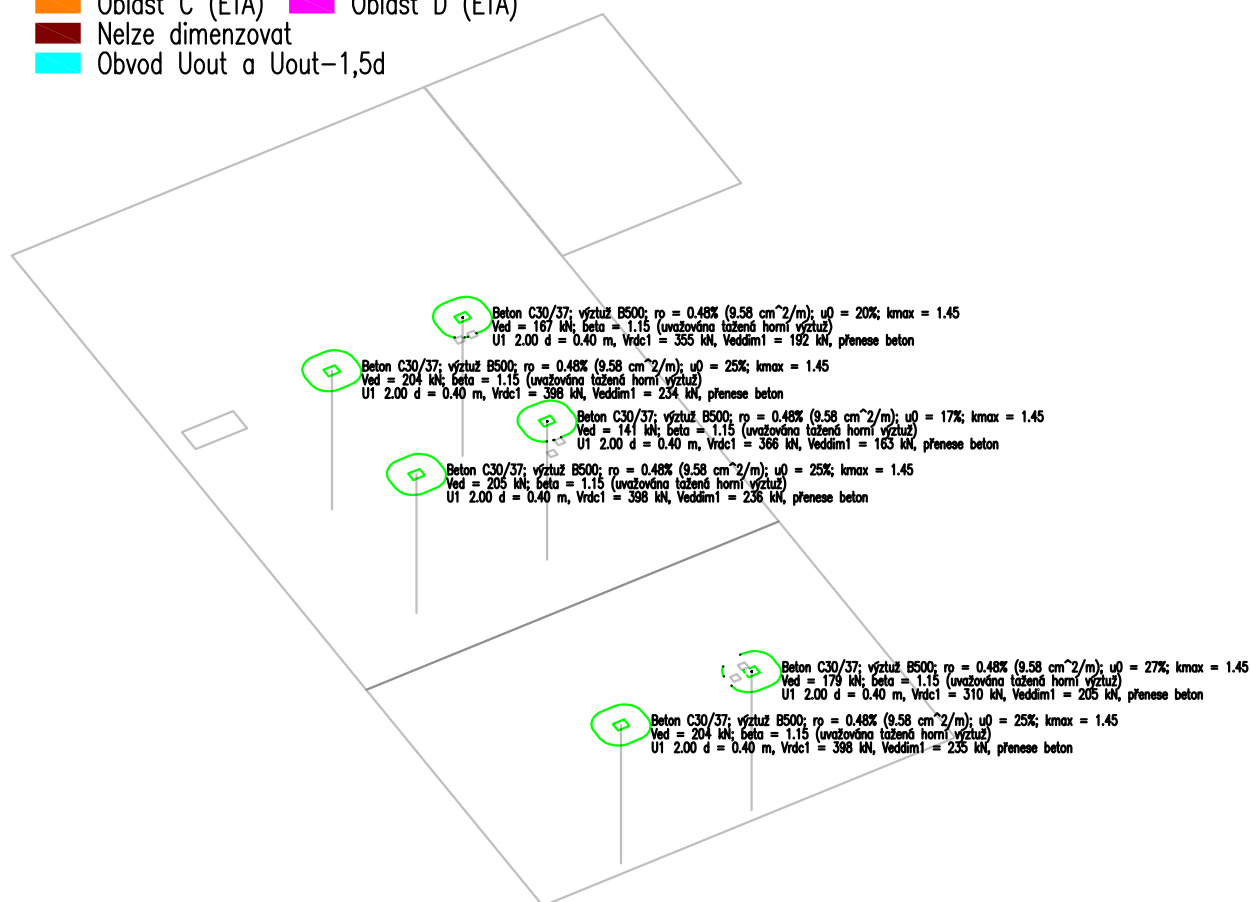 Oblast C (ETA) Oblast D (ETA)
Nelze dimenzovat
Obvod Uout a Uout-1,5d
Beton C30/37; výztuž B500; ro = 0.48% (9.58 cm^2/m); u0 = 20%; kmax = 1.45
Ved = 167 kN; beta = 1.15 (uvažována tažená horní výztuž)
U1 2.00 d = 0.40 m, Vrdc1 = 355 kN, Veddim1 = 192 kN, přenese beton
Beton C30/37; výztuž B500; ro = 0.48% (9.58 cm^2/m); u0 = 25%; kmax = 1.45
Ved = 204 kN; beta = 1.15 (uvažována tažená horní výztuž)
U1 2.00 d = 0.40 m, Vrdc1 = 398 kN, Veddim1 = 234 kN, přenese beton
Beton C30/37; výztuž B500; ro = 0.48% (9.58 cm^2/m); u0 = 17%; kmax = 1.45
Ved = 141 kN; beta = 1.15 (uvažována tažená horní výztuž)
U1 2.00 d = 0.40 m, Vrdc1 = 366 kN, Veddim1 = 163 kN, přenese beton
Beton C30/37; výztuž B500; ro = 0.48% (9.58 cm^2/m); u0 = 25%; kmax = 1.45
Ved = 205 kN; beta = 1.15 (uvažována tažená horní výztuž)
U1 2.00 d = 0.40 m, Vrdc1 = 398 kN, Veddim1 = 236 kN, přenese beton
Beton C30/37; výztuž B500; ro = 0.48% (9.58 cm^2/m); u0 = 27%; kmax = 1.45
Ved = 179 kN; beta = 1.15 (uvažována tažená horní výztuž)
U1 2.00 d = 0.40 m, Vrdc1 = 310 kN, Veddim1 = 205 kN, přenese beton
Beton C30/37; výztuž B500; ro = 0.48% (9.58 cm^2/m); u0 = 25%; kmax = 1.45
Ved = 204 kN; beta = 1.15 (uvažována tažená horní výztuž)
U1 2.00 d = 0.40 m, Vrdc1 = 398 kN, Veddim1 = 235 kN, přenese beton